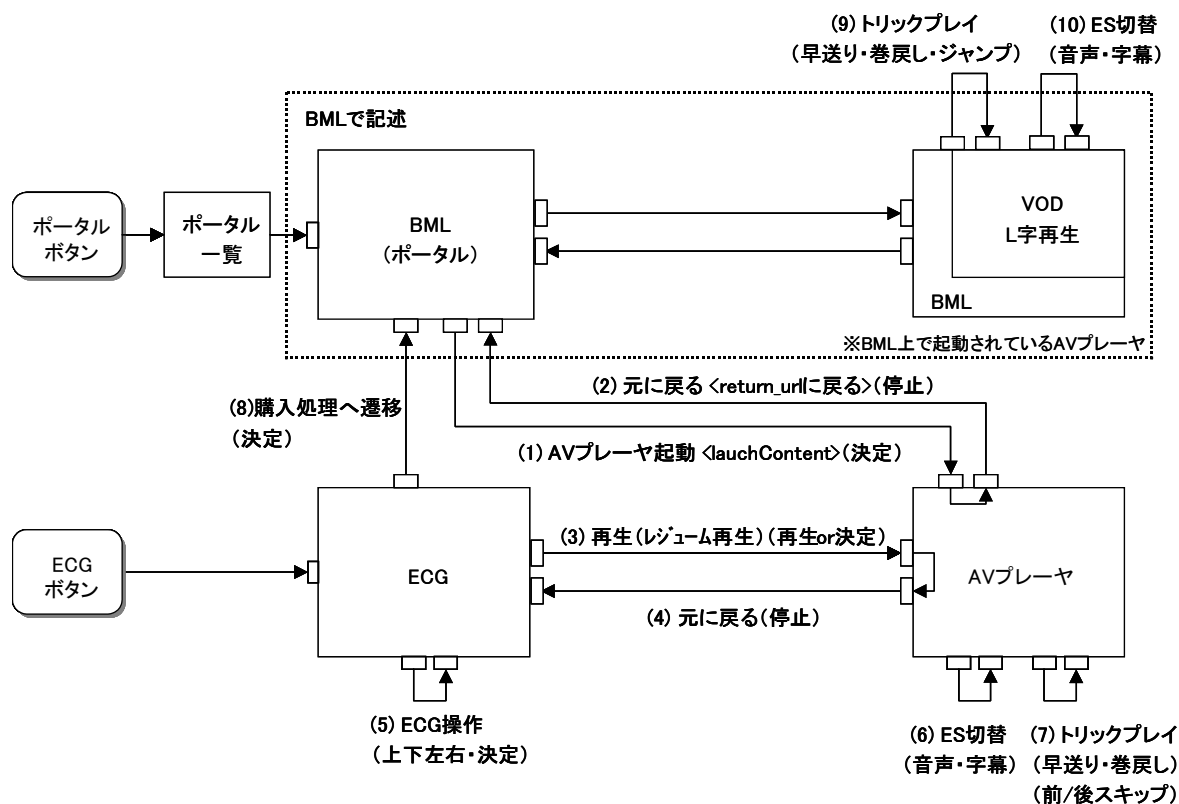 (9) トリックプレイ
（早送り・巻戻し・ジャンプ）
(10) ES切替
（音声・字幕）
BMLで記述
ポータル
ボタン
ポータル
一覧
BML
（ポータル）
VOD
L字再生
BML
※BML上で起動されているAVプレーヤ
(2) 元に戻る <return_urlに戻る>（停止）
(8)購入処理へ遷移
（決定）
(1) AVプレーヤ起動 <lauchContent>（決定）
ECG
ボタン
ECG
(3) 再生（ﾚｼﾞｭｰﾑ再生）（再生or決定）
(4) 元に戻る（停止）
AVプレーヤ
(5) ECG操作
（上下左右・決定）
(6) ES切替
（音声・字幕）
(7) トリックプレイ
（早送り・巻戻し）
（前/後スキップ）